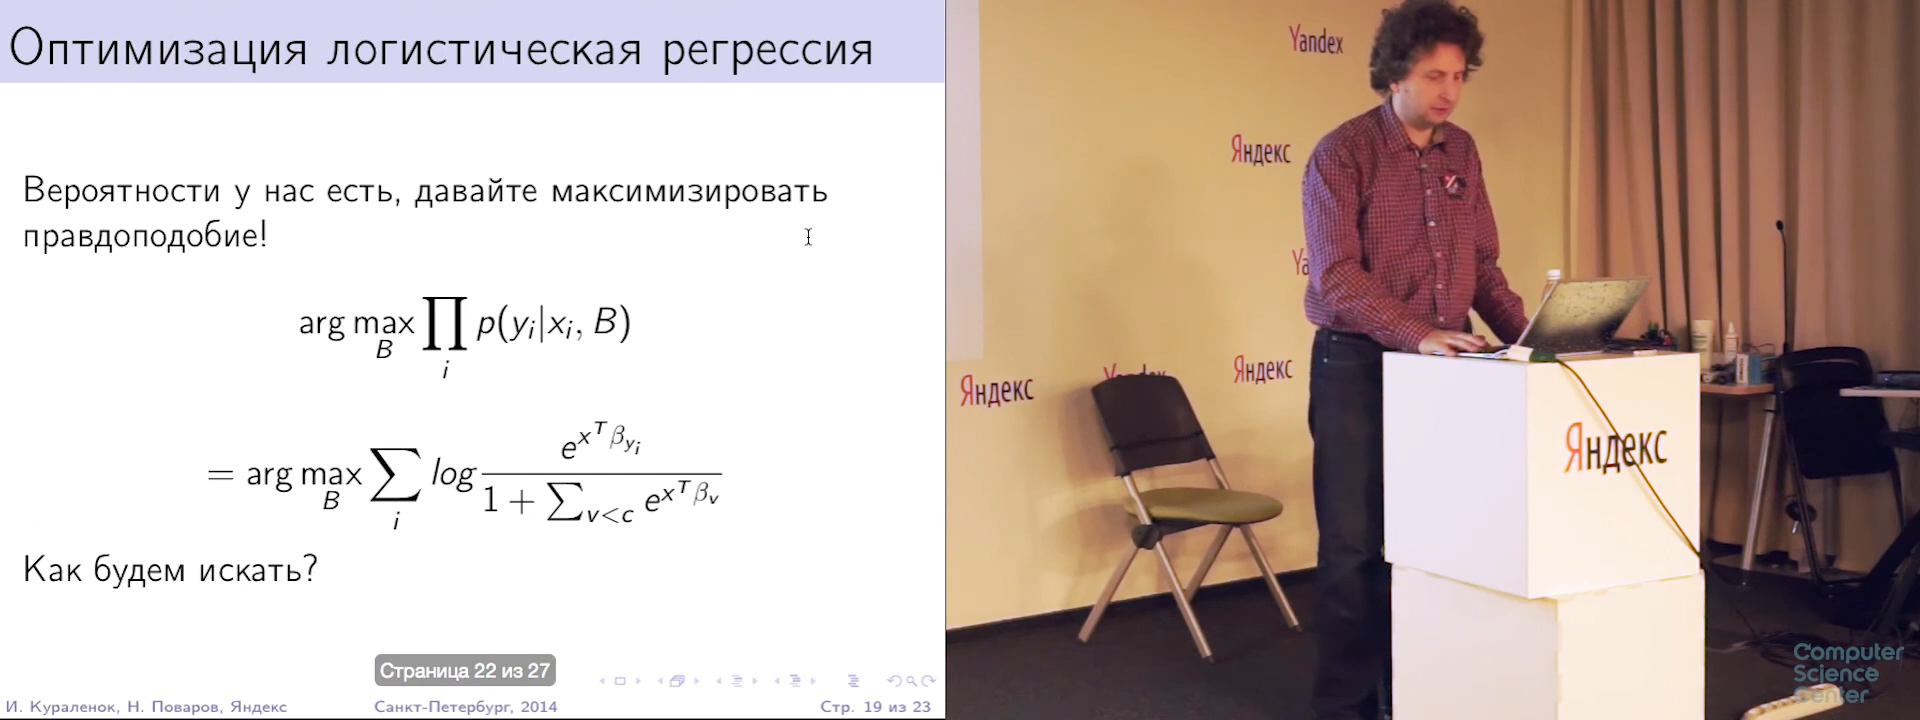 Оптимизация логистическая регрессия
Вероятности у нас есть, давайте максимизировать
правдоподобие!
arg max_B ∏_i p(y_i|x_i, B)
= arg max_B ∑_i log e^{x^T β_{y_i}} / (1 + ∑_{v<c} e^{x^T β_v})
Как будем искать?
Страница 22 из 27
И. Кураленок, Н. Поваров, Яндекс
Санкт-Петербург, 2014
Стр. 19 из 23
Yandex
Яндекс
Ya
Яндекс
Yandex
Яндекс
Яндекс
Computer
Science
Center